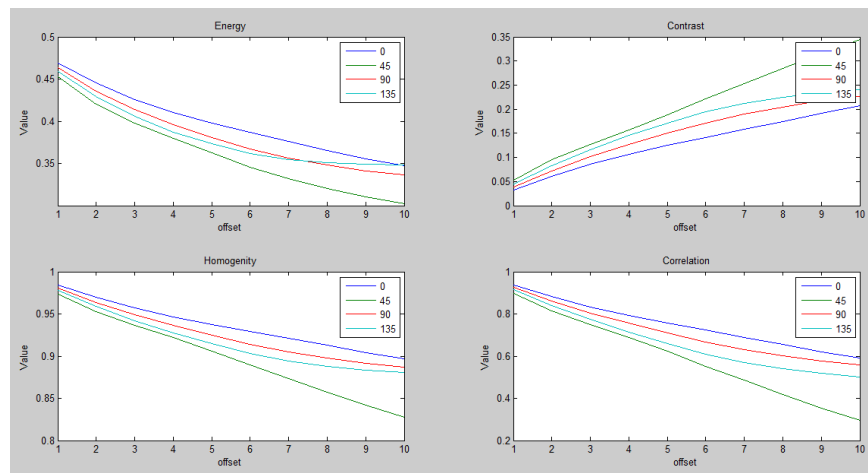 Energy
0.5
0.45
0.4
0.35
Value
1 2 3 4 5 6 7 8 9 10
offset
0
45
90
135
Contrast
0.35
0.3
0.25
0.2
0.15
0.1
0.05
0
Value
1 2 3 4 5 6 7 8 9 10
offset
0
45
90
135
Homogenity
1
0.95
0.9
0.85
0.8
Value
1 2 3 4 5 6 7 8 9 10
offset
0
45
90
135
Correlation
1
0.8
0.6
0.4
0.2
Value
1 2 3 4 5 6 7 8 9 10
offset
0
45
90
135